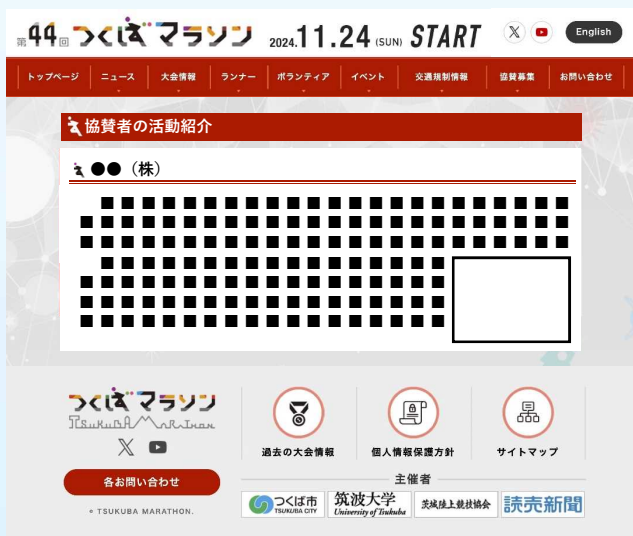 第44回 つくばマラソン 2024.11.24 (SUN) START English
トップページ ニュース 大会情報 ランナー ボランティア イベント 交通規制情報 協賛募集 お問い合わせ
協賛者の活動紹介
●●（株）
■■■■■■■■■■■■■■■■■■■■■■■
■■■■■■■■■■■■■■■■■■■■■■■■
■■■■■■■■■■■■■■■■■■■■■■■■
■■■■■■■■■■■■■■■■■
■■■■■■■■■■■■■■■■■■
■■■■■■■■■■■■■■■■■■
■■■■■■■■■■■■■■■■■■
つくばマラソン
TSUKUBA MARATHON
過去の大会情報 個人情報保護方針 サイトマップ
各お問い合わせ
主催者
© TSUKUBA MARATHON.
つくば市
TSUKUBA CITY
筑波大学
University of Tsukuba
茨城陸上競技協会
読売新聞